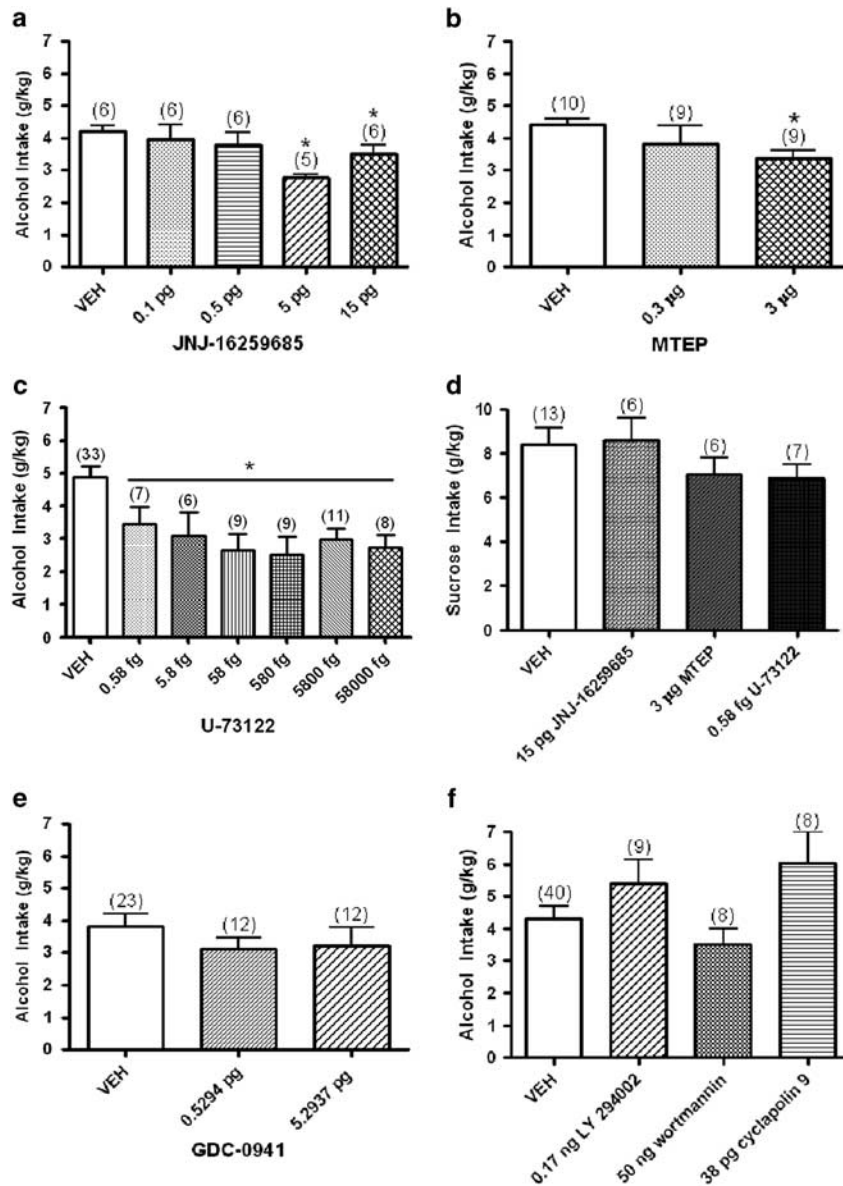 a
Alcohol Intake (g/kg)
7
6
5
4
3
2
1
0
(6)
(6)
(6)
*
(5)
*
(6)
VEH
0.1 pg
0.5 pg
5 pg
15 pg
JNJ-16259685
b
Alcohol Intake (g/kg)
7
6
5
4
3
2
1
0
(10)
(9)
*
(9)
VEH
0.3 µg
3 µg
MTEP
c
Alcohol Intake (g/kg)
7
6
5
4
3
2
1
0
(33)
*
(7)
(6)
(9)
(9)
(11)
(8)
VEH
0.58 fg
5.8 fg
58 fg
580 fg
5800 fg
58000 fg
U-73122
d
Sucrose Intake (g/kg)
10
8
6
4
2
0
(13)
(6)
(6)
(7)
VEH
15 pg JNJ-16259685
3 µg MTEP
0.58 fg U-73122
e
Alcohol Intake (g/kg)
7
6
5
4
3
2
1
0
(23)
(12)
(12)
VEH
0.5294 pg
5.2937 pg
GDC-0941
f
Alcohol Intake (g/kg)
7
6
5
4
3
2
1
0
(40)
(9)
(8)
(8)
VEH
0.17 ng LY 294002
50 ng wortmannin
38 pg cyclapolin 9